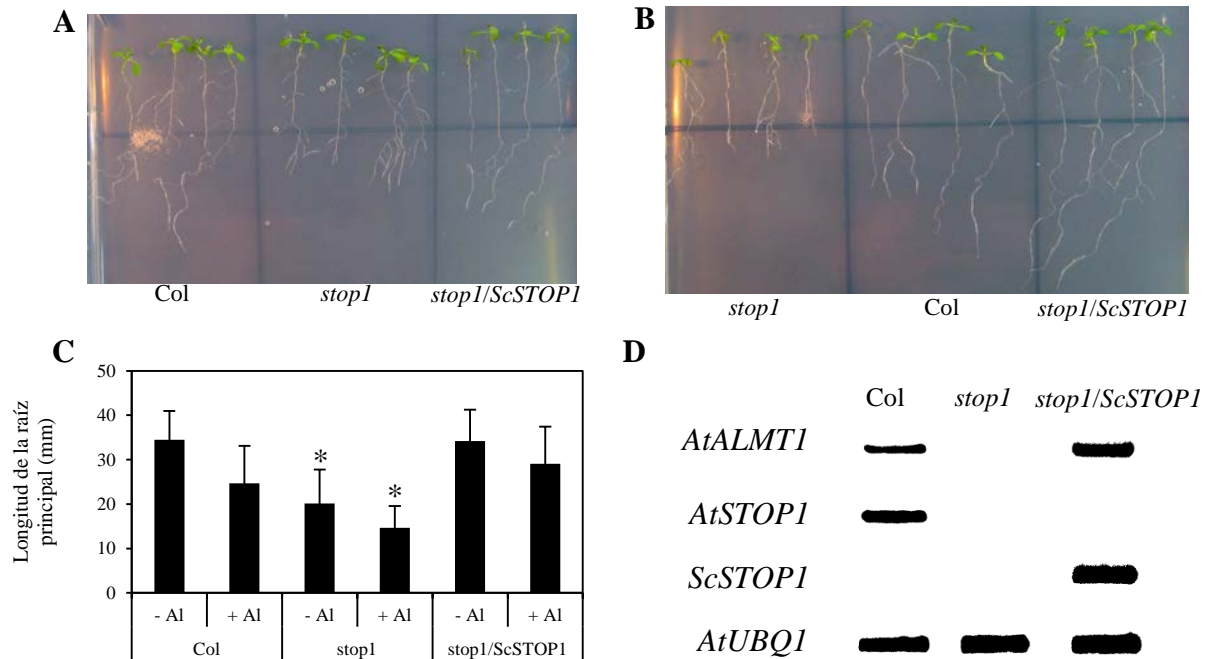 A
B
Col stop1 stop1/ScSTOP1
stop1 Col stop1/ScSTOP1
C
D
Longitud de la raíz
principal (mm)
50
40
30
20
10
0
* *
- Al + Al - Al + Al - Al + Al
Col stop1 stop1/ScSTOP1
Col stop1 stop1/ScSTOP1
AtALMT1
AtSTOP1
ScSTOP1
AtUBQ1